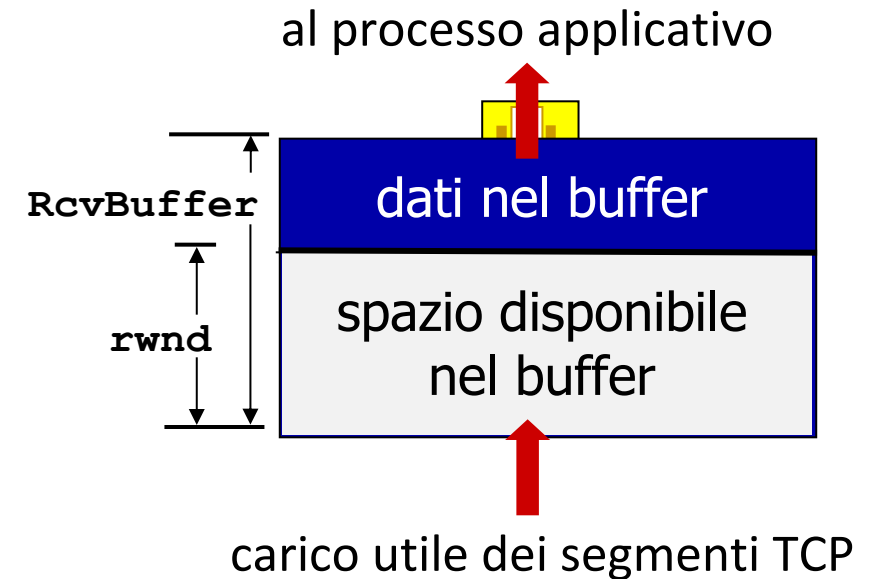 al processo applicativo
RcvBuffer
dati nel buffer
rwnd
spazio disponibile
nel buffer
carico utile dei segmenti TCP